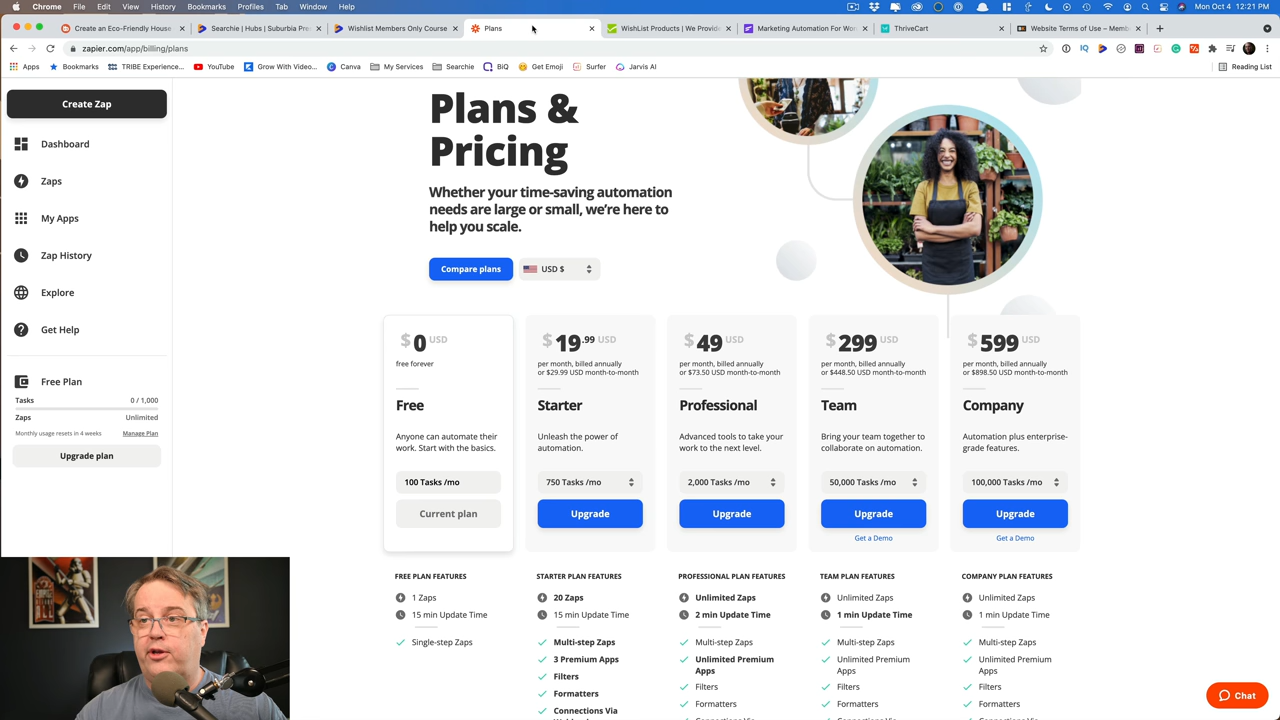 Chrome File Edit View History Bookmarks Profiles Tab Window Help
Mon Oct 4 12:21 PM
Create an Eco-Friendly House
Searchie | Hubs | Suburbia Pre
Wishlist Members Only Course
Plans
WishList Products | We Provid
Marketing Automation For Wo
ThriveCart
Website Terms of Use – Memb
zapier.com/app/billing/plans
Apps
Bookmarks
TRIBE Experience...
YouTube
Grow With Video...
Canva
My Services
Searchie
BiQ
Get Emoji
Surfer
Jarvis AI
Reading List
Create Zap
Dashboard
Zaps
My Apps
Zap History
Explore
Get Help
Free Plan
Tasks 0 / 1,000
Zaps Unlimited
Monthly usage resets in 4 weeks Manage Plan
Upgrade plan
Plans &
Pricing
Whether your time-saving automation
needs are large or small, we're here to
help you scale.
Compare plans
USD $
$0 USD
free forever
Free
Anyone can automate their
work. Start with the basics.
100 Tasks /mo
Current plan
$19.99 USD
per month, billed annually
or $29.99 USD month-to-month
Starter
Unleash the power of
automation.
750 Tasks /mo
Upgrade
$49 USD
per month, billed annually
or $73.50 USD month-to-month
Professional
Advanced tools to take your
work to the next level.
2,000 Tasks /mo
Upgrade
$299 USD
per month, billed annually
or $448.50 USD month-to-month
Team
Bring your team together to
collaborate on automation.
50,000 Tasks /mo
Upgrade
Get a Demo
$599 USD
per month, billed annually
or $898.50 USD month-to-month
Company
Automation plus enterprise-
grade features.
100,000 Tasks /mo
Upgrade
Get a Demo
FREE PLAN FEATURES
1 Zaps
15 min Update Time
Single-step Zaps
STARTER PLAN FEATURES
20 Zaps
15 min Update Time
Multi-step Zaps
3 Premium Apps
Filters
Formatters
Connections Via
PROFESSIONAL PLAN FEATURES
Unlimited Zaps
2 min Update Time
Multi-step Zaps
Unlimited Premium
Apps
Filters
Formatters
TEAM PLAN FEATURES
Unlimited Zaps
1 min Update Time
Multi-step Zaps
Unlimited Premium
Apps
Filters
Formatters
COMPANY PLAN FEATURES
Unlimited Zaps
1 min Update Time
Multi-step Zaps
Unlimited Premium
Apps
Filters
Formatters
Chat